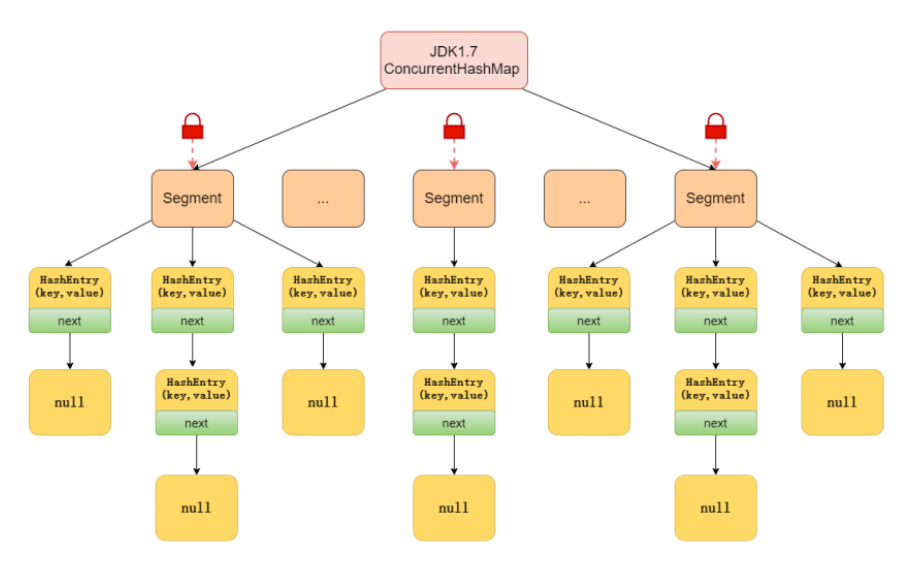 JDK1.7
ConcurrentHashMap
Segment
...
Segment
...
Segment
HashEntry
(key,value)
next
HashEntry
(key,value)
next
HashEntry
(key,value)
next
HashEntry
(key,value)
next
HashEntry
(key,value)
next
HashEntry
(key,value)
next
HashEntry
(key,value)
next
null
HashEntry
(key,value)
next
null
HashEntry
(key,value)
next
null
HashEntry
(key,value)
next
null
null
null
null